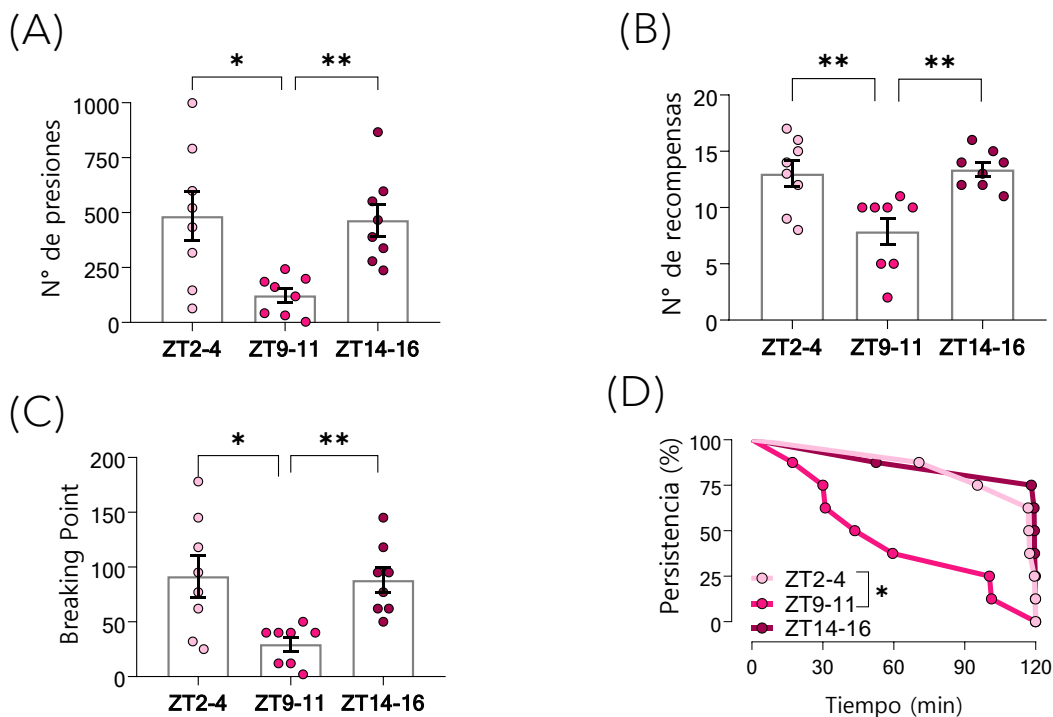 (A)
* **
N° de presiones
1000
750
500
250
0
ZT2-4 ZT9-11 ZT14-16
(B)
** **
N° de recompensas
20
15
10
5
0
ZT2-4 ZT9-11 ZT14-16
(C)
* **
Breaking Point
200
150
100
50
0
ZT2-4 ZT9-11 ZT14-16
(D)
Persistencia (%)
100
75
50
25
0
ZT2-4
ZT9-11
ZT14-16
*
0 30 60 90 120
Tiempo (min)